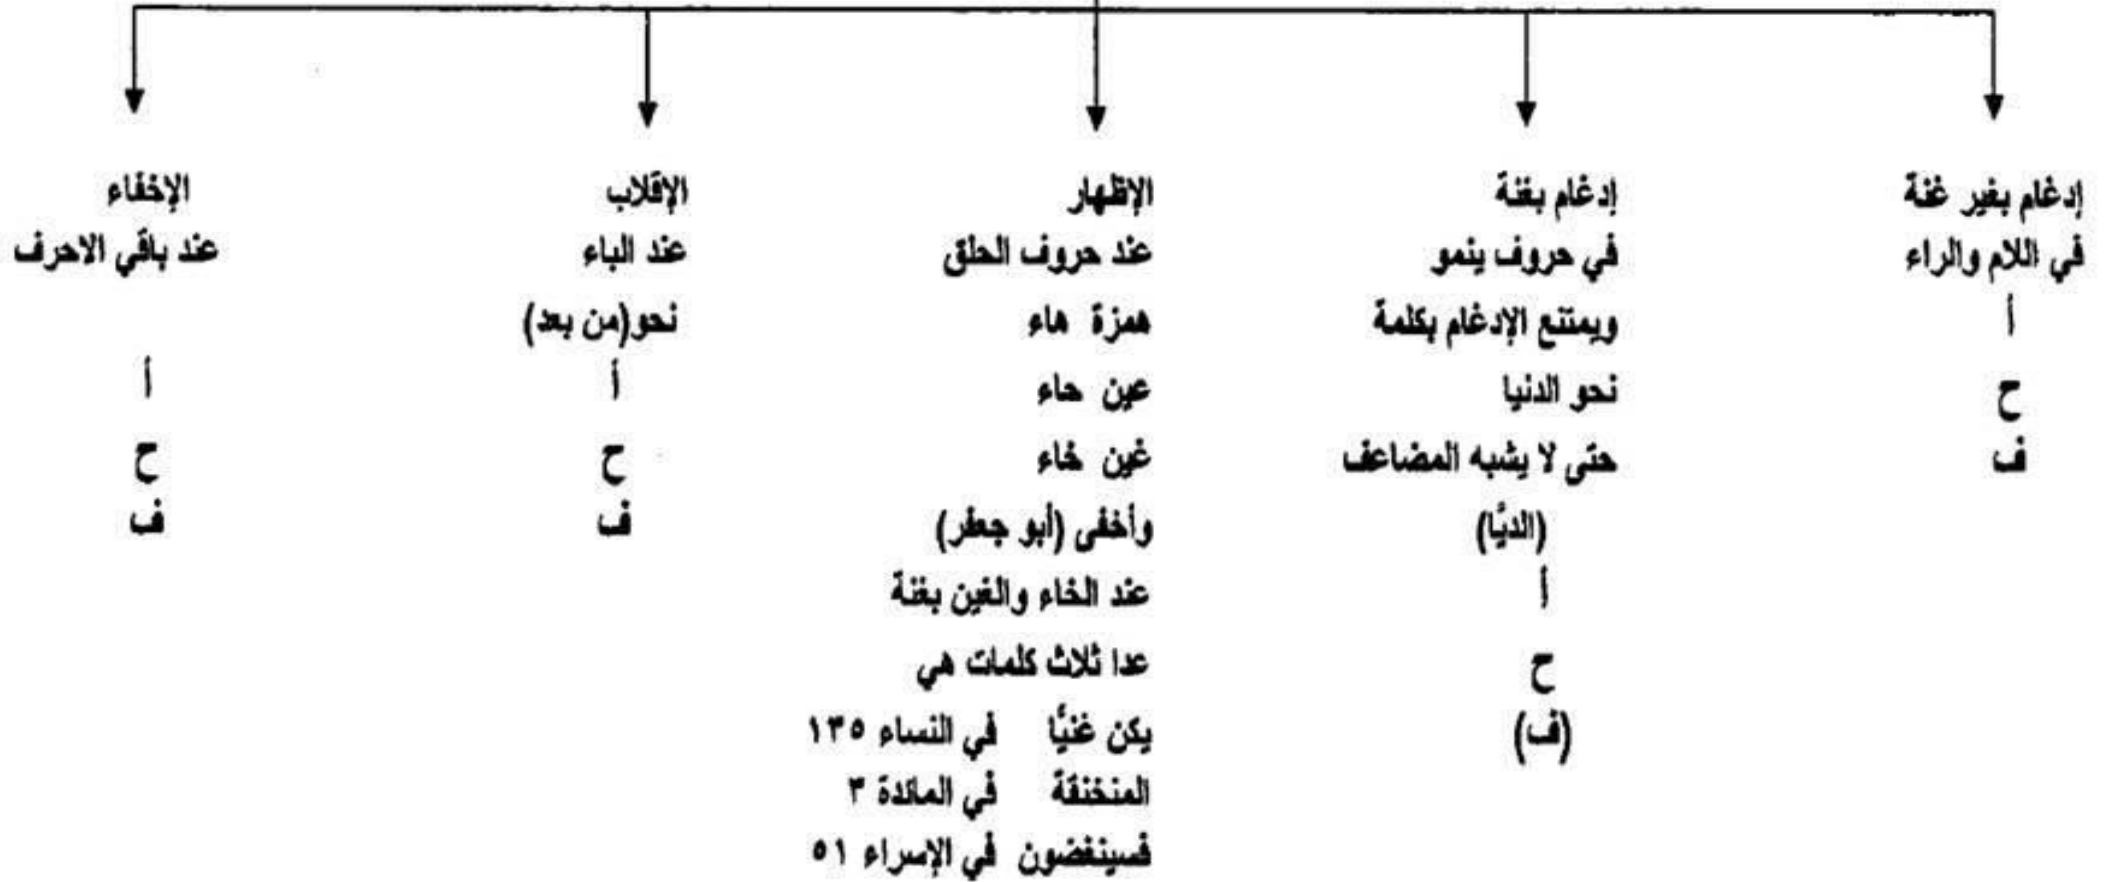 إدغام بغير غنة
في اللام والراء
أ
ح
ف
إدغام بغنة
في حروف ينمو
ويمتنع الإدغام بكلمة
نحو الدنيا
حتى لا يشبه المضاعف
(الديَّا)
أ
ح
(ف)
الإظهار
عند حروف الحلق
همزة هاء
عين حاء
غين خاء
وأخفى (أبو جعفر)
عند الخاء والغين بغنة
عدا ثلاث كلمات هي
يكن غنيًّا في النساء ١٣٥
المنخنقة في المائدة ٣
فسينغضون في الإسراء ٥١
الإقلاب
عند الباء
نحو(من بعد)
أ
ح
ف
الإخفاء
عند باقي الاحرف
أ
ح
ف